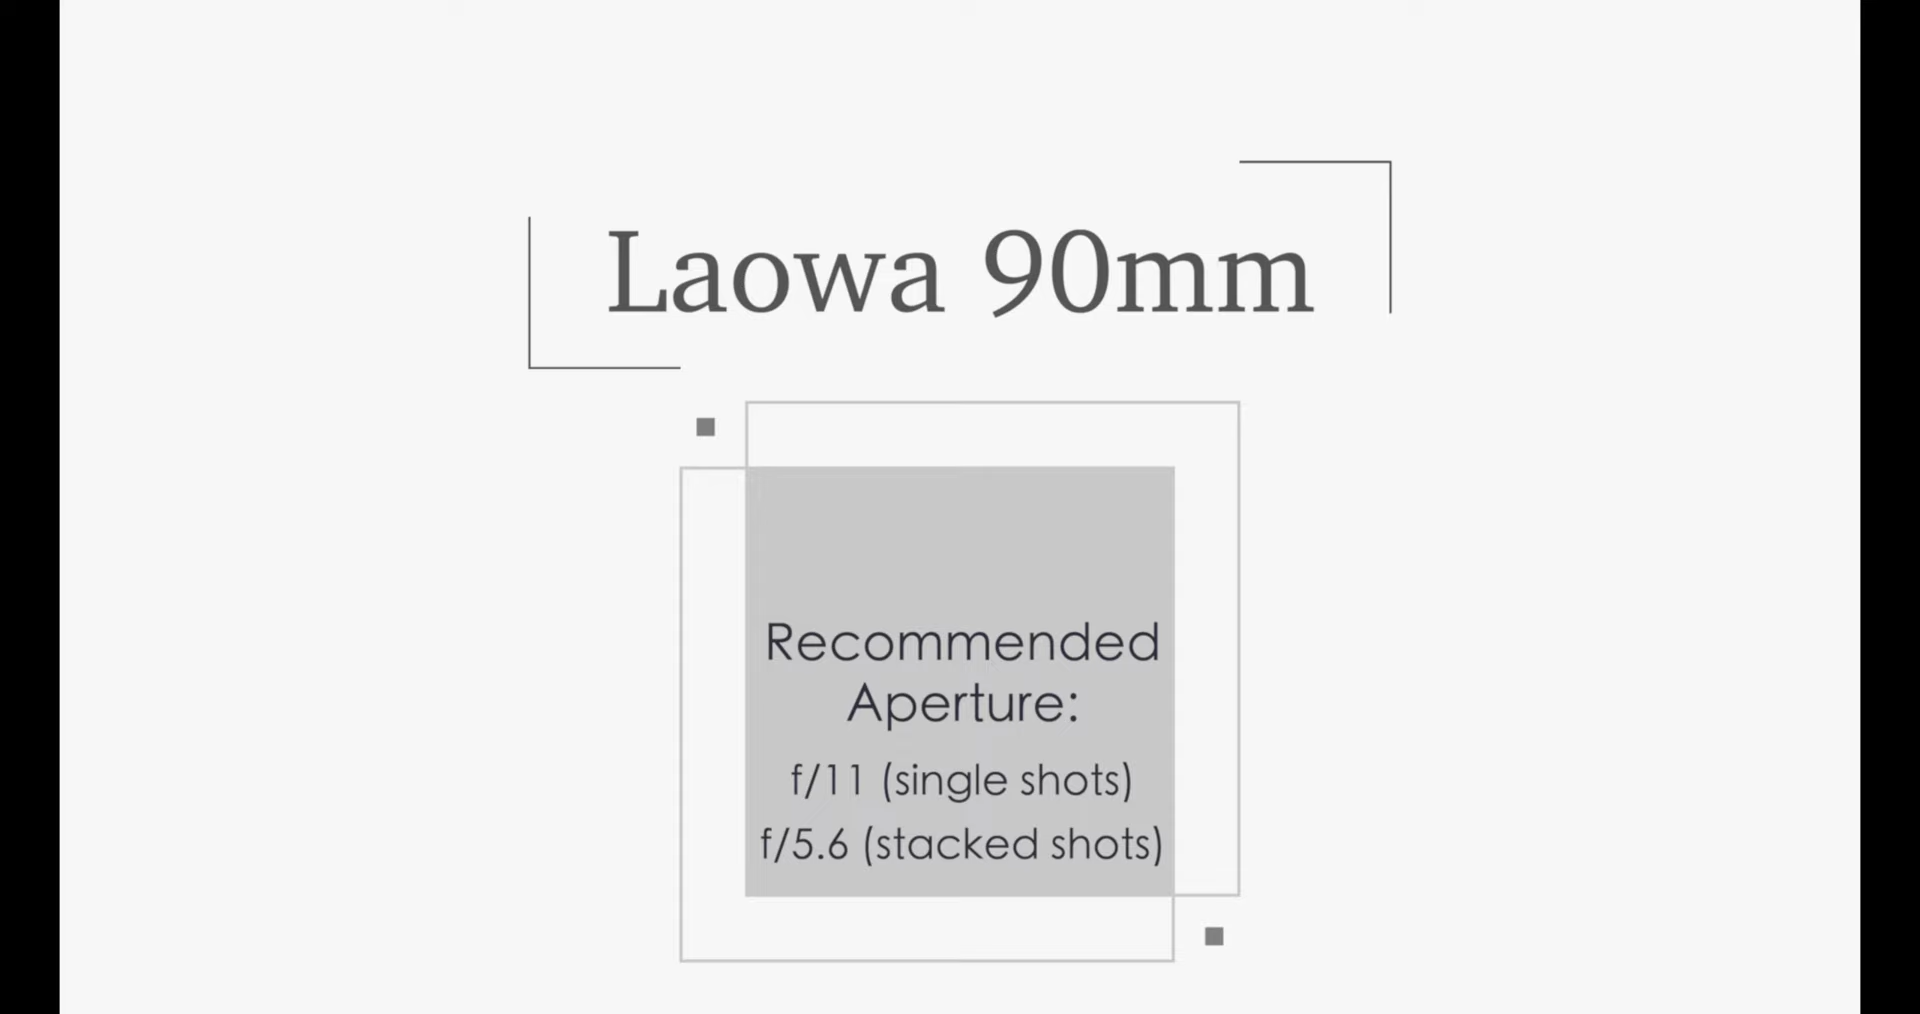 Laowa 90mm
Recommended
Aperture:
f/11 (single shots)
f/5.6 (stacked shots)